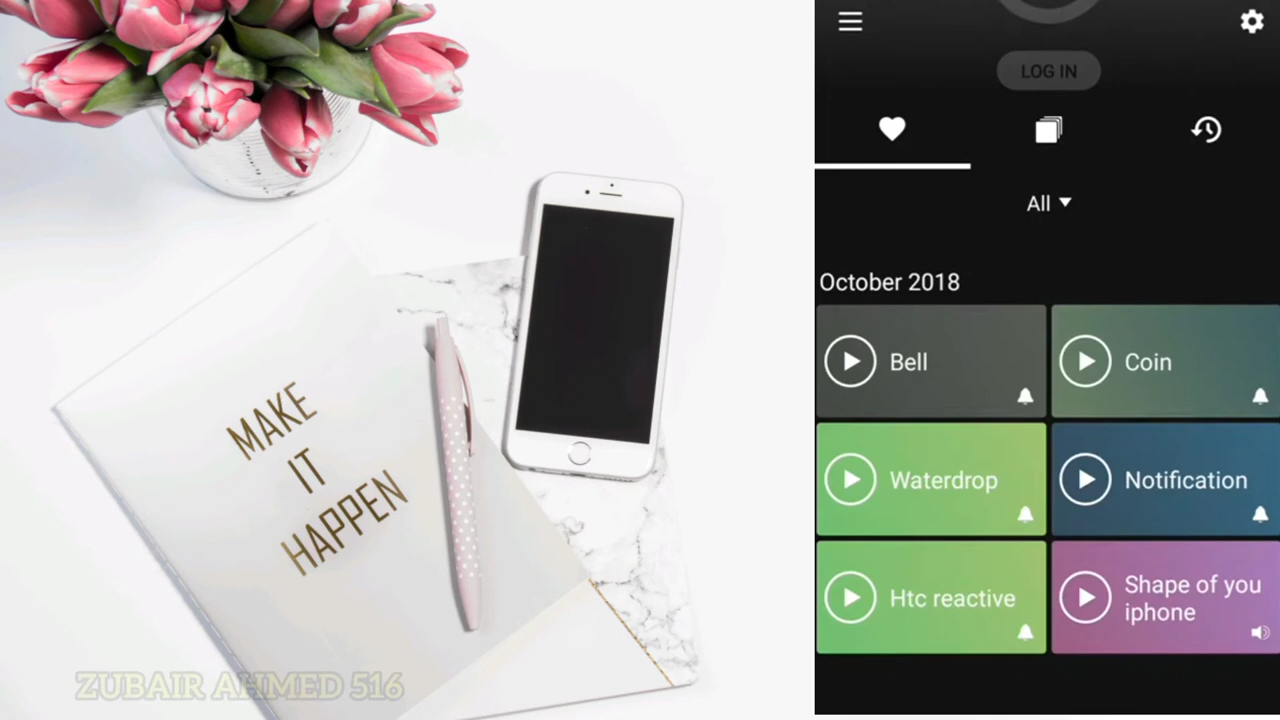 MAKE
IT
HAPPEN
ZUBAIR AHMED 516
LOG IN
All
October 2018
Bell
Coin
Waterdrop
Notification
Htc reactive
Shape of you
iphone